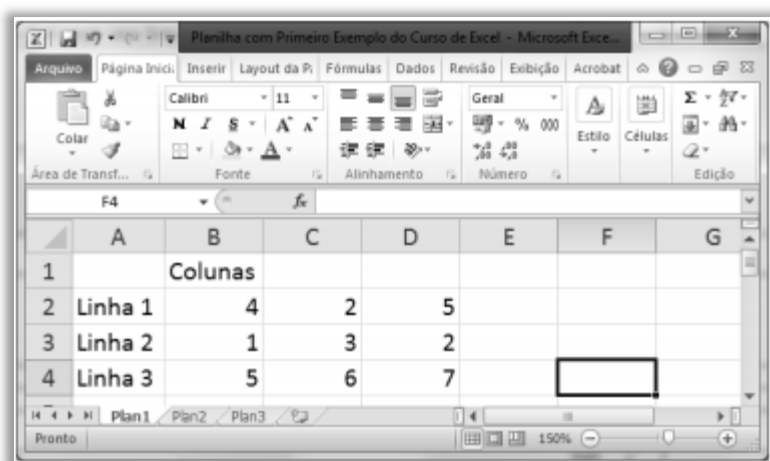 Planilha com Primeiro Exemplo do Curso de Excel - Microsoft Exce...
Arquivo Página Inici Inserir Layout da Pá Fórmulas Dados Revisão Exibição Acrobat
Colar
Calibri 11
N I S A A
A
Geral
% 000
Estilo
Células
Σ
Área de Transf... Fonte Alinhamento Número Edição
F4 fx
A B C D E F G
1 Colunas
2 Linha 1 4 2 5
3 Linha 2 1 3 2
4 Linha 3 5 6 7
Plan1 Plan2 Plan3
Pronto 150%